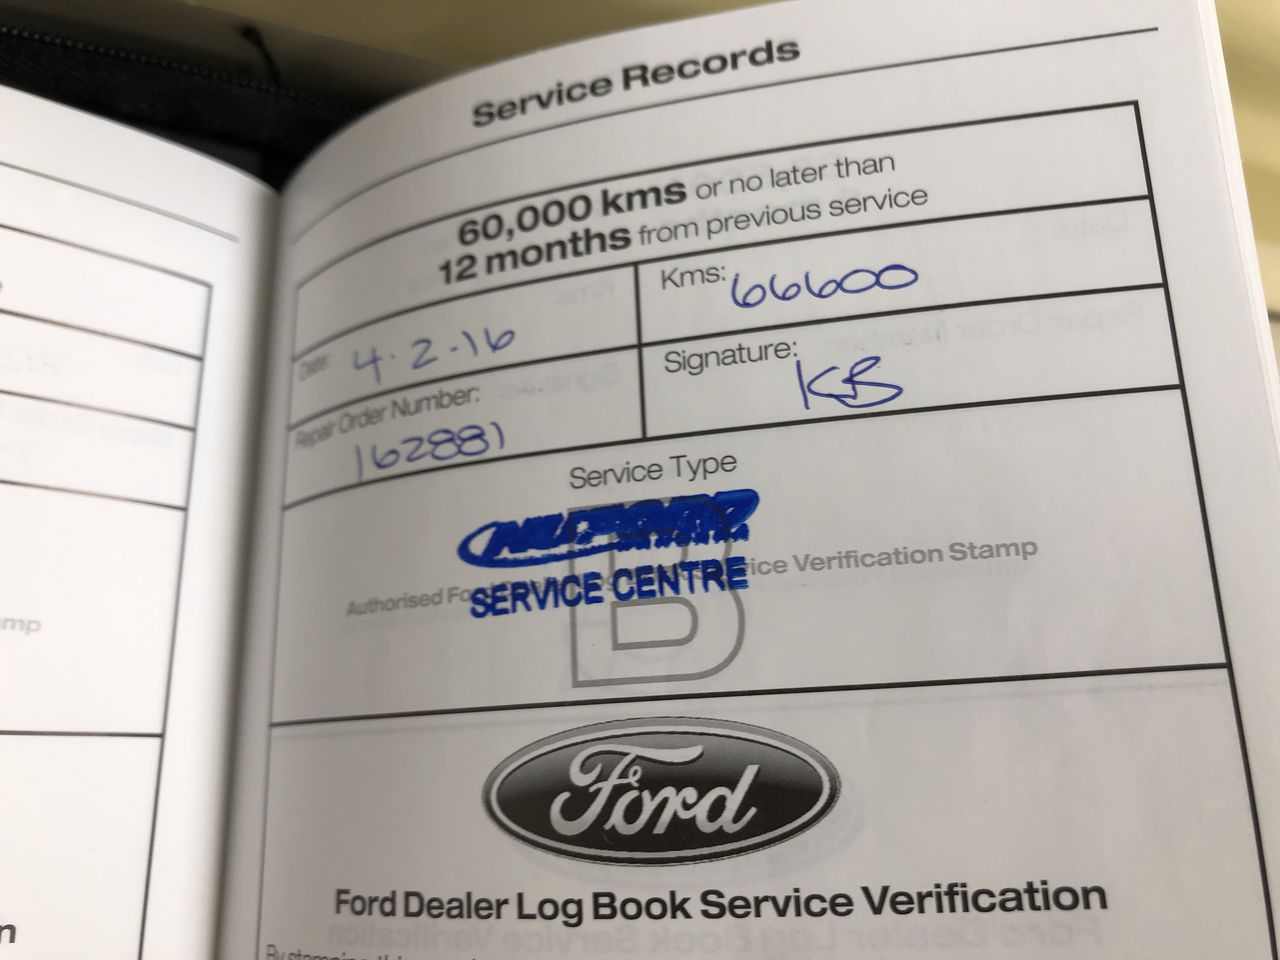 Service Records
60,000 kms or no later than
12 months from previous service
Date: 4.2.16
Kms: 66600
Repair Order Number:
162881
Signature: KB
Service Type
B
SERVICE CENTRE
Authorised Service Verification Stamp
Ford
Ford Dealer Log Book Service Verification